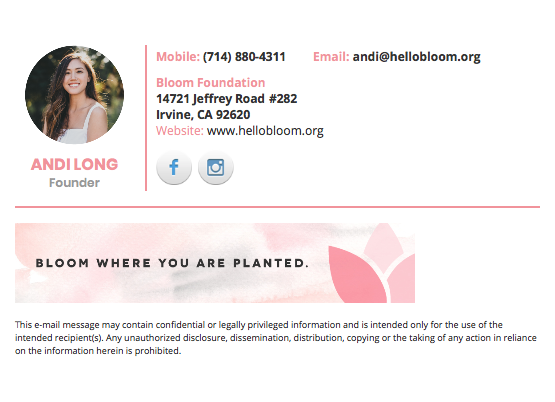 Mobile: (714) 880-4311 Email: andi@hellobloom.org
Bloom Foundation
14721 Jeffrey Road #282
Irvine, CA 92620
Website: www.hellobloom.org
ANDI LONG
Founder
BLOOM WHERE YOU ARE PLANTED.
This e-mail message may contain confidential or legally privileged information and is intended only for the use of the
intended recipient(s). Any unauthorized disclosure, dissemination, distribution, copying or the taking of any action in reliance
on the information herein is prohibited.